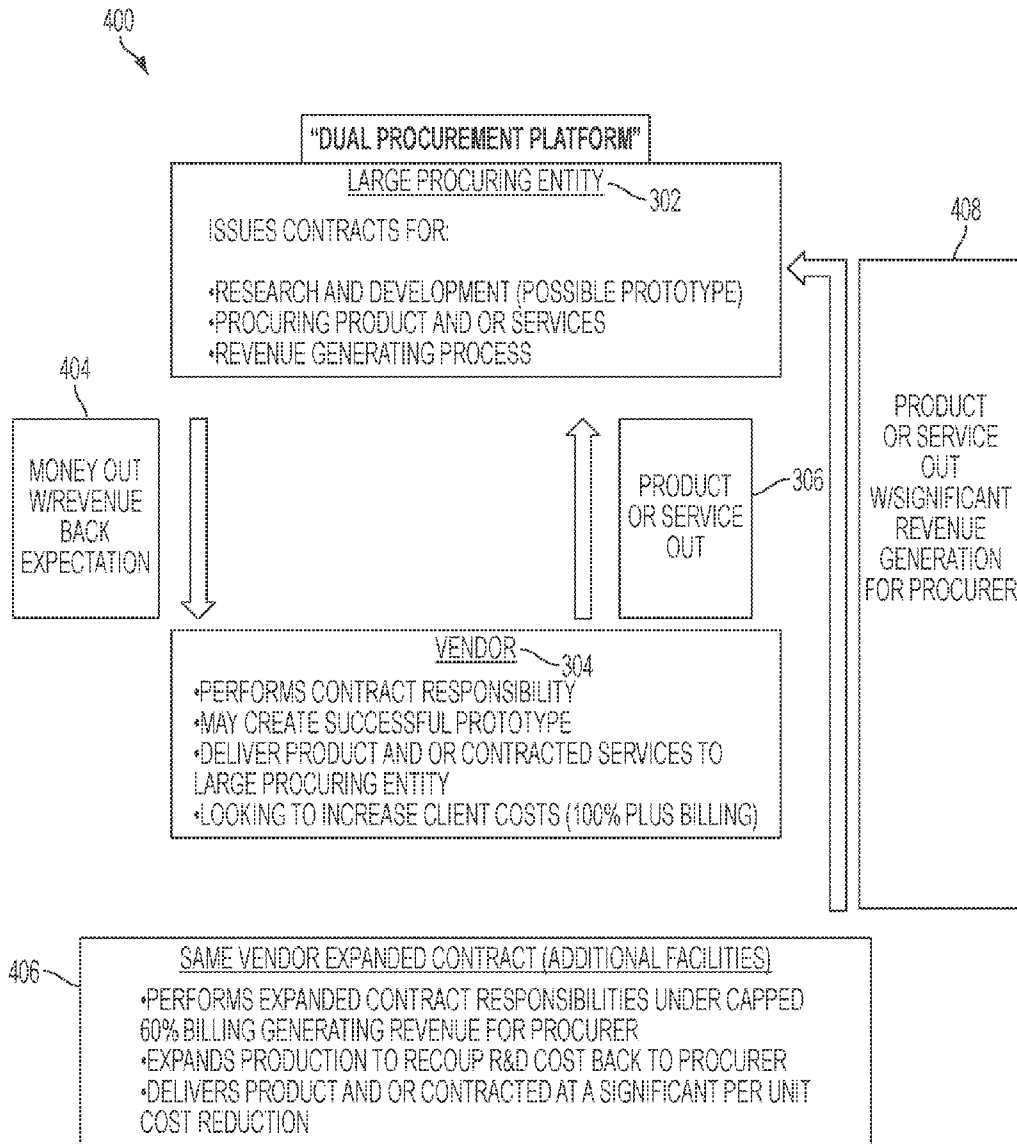 400
"DUAL PROCUREMENT PLATFORM"
LARGE PROCURING ENTITY
302
ISSUES CONTRACTS FOR:
•RESEARCH AND DEVELOPMENT (POSSIBLE PROTOTYPE)
•PROCURING PRODUCT AND OR SERVICES
•REVENUE GENERATING PROCESS
404
MONEY OUT
W/REVENUE
BACK
EXPECTATION
PRODUCT
OR SERVICE
OUT
306
408
PRODUCT
OR SERVICE
OUT
W/SIGNIFICANT
REVENUE
GENERATION
FOR PROCURER
VENDOR
304
•PERFORMS CONTRACT RESPONSIBILITY
•MAY CREATE SUCCESSFUL PROTOTYPE
•DELIVER PRODUCT AND OR CONTRACTED SERVICES TO
LARGE PROCURING ENTITY
•LOOKING TO INCREASE CLIENT COSTS (100% PLUS BILLING)
406
SAME VENDOR EXPANDED CONTRACT (ADDITIONAL FACILITIES)
•PERFORMS EXPANDED CONTRACT RESPONSIBILITIES UNDER CAPPED
60% BILLING GENERATING REVENUE FOR PROCURER
•EXPANDS PRODUCTION TO RECOUP R&D COST BACK TO PROCURER
•DELIVERS PRODUCT AND OR CONTRACTED AT A SIGNIFICANT PER UNIT
COST REDUCTION